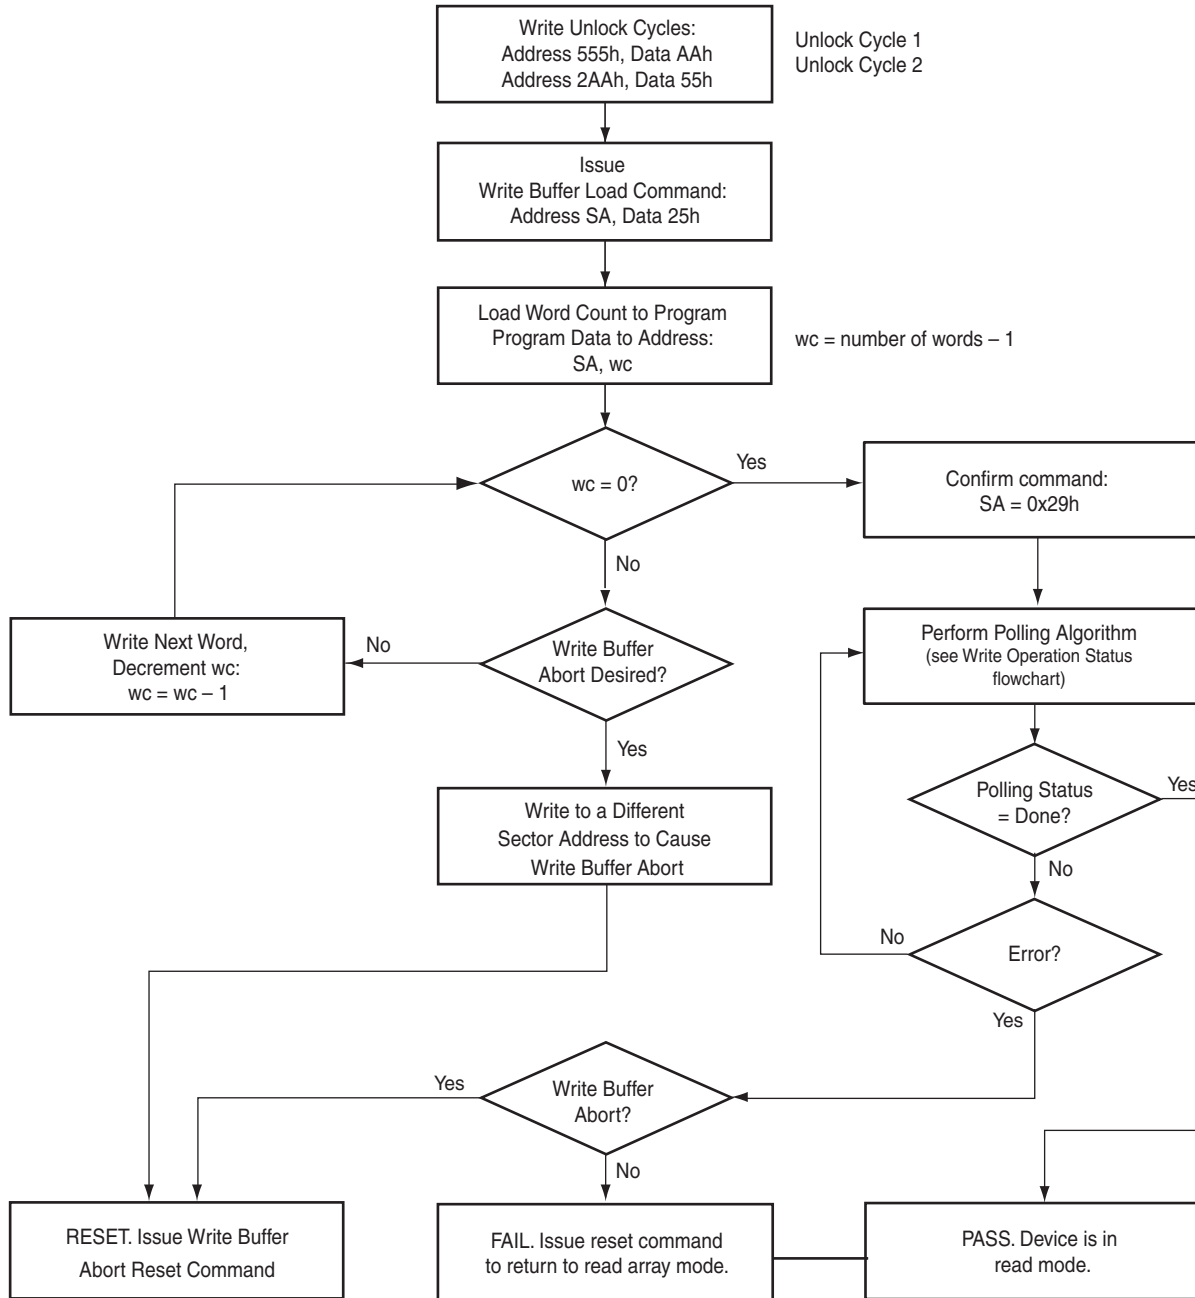 Write Unlock Cycles:
Address 555h, Data AAh
Address 2AAh, Data 55h
Unlock Cycle 1
Unlock Cycle 2
Issue
Write Buffer Load Command:
Address SA, Data 25h
Load Word Count to Program
Program Data to Address:
SA, wc
wc = number of words – 1
wc = 0?
Yes
Confirm command:
SA = 0x29h
No
Write Next Word,
Decrement wc:
wc = wc – 1
No
Write Buffer
Abort Desired?
Perform Polling Algorithm
(see Write Operation Status
flowchart)
Yes
Polling Status
= Done?
Yes
Write to a Different
Sector Address to Cause
Write Buffer Abort
No
No
Error?
Yes
Yes
Write Buffer
Abort?
No
RESET. Issue Write Buffer
Abort Reset Command
FAIL. Issue reset command
to return to read array mode.
PASS. Device is in
read mode.